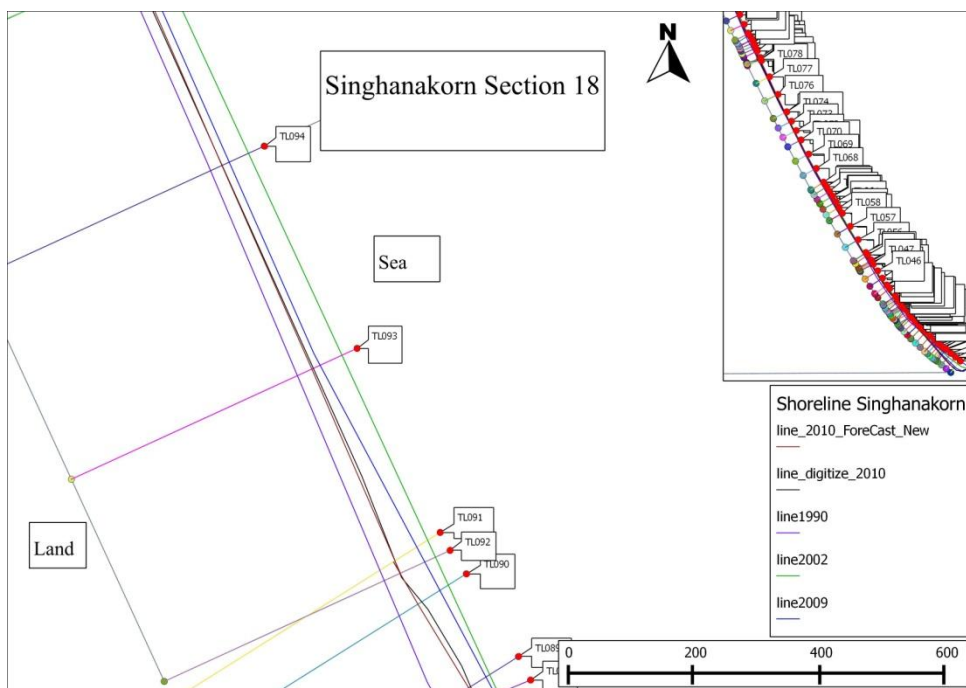 N
Singhanakorn Section 18
TL094
Sea
TL093
TL091
TL092
TL090
Land
TL089
TL078
TL077
TL076
TL074
TL070
TL069
TL068
TL058
TL057
TL047
TL046
Shoreline Singhanakorn
line_2010_ForeCast_New
line_digitize_2010
line1990
line2002
line2009
0 200 400 600